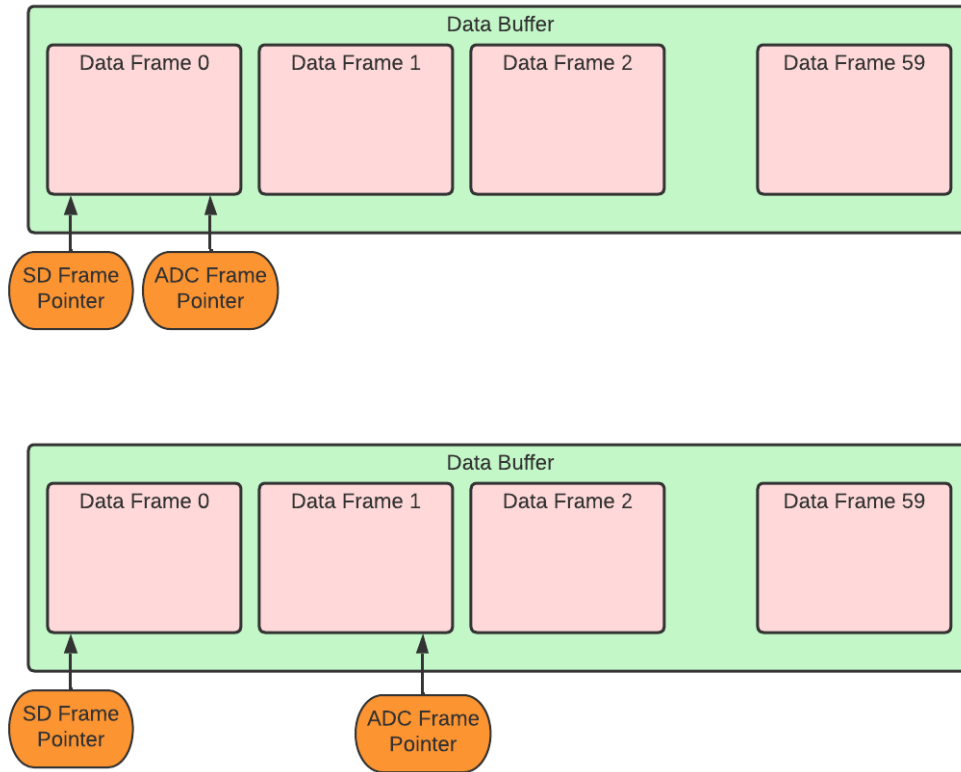 Data Buffer
Data Frame 0
Data Frame 1
Data Frame 2
Data Frame 59
SD Frame
Pointer
ADC Frame
Pointer
Data Buffer
Data Frame 0
Data Frame 1
Data Frame 2
Data Frame 59
SD Frame
Pointer
ADC Frame
Pointer